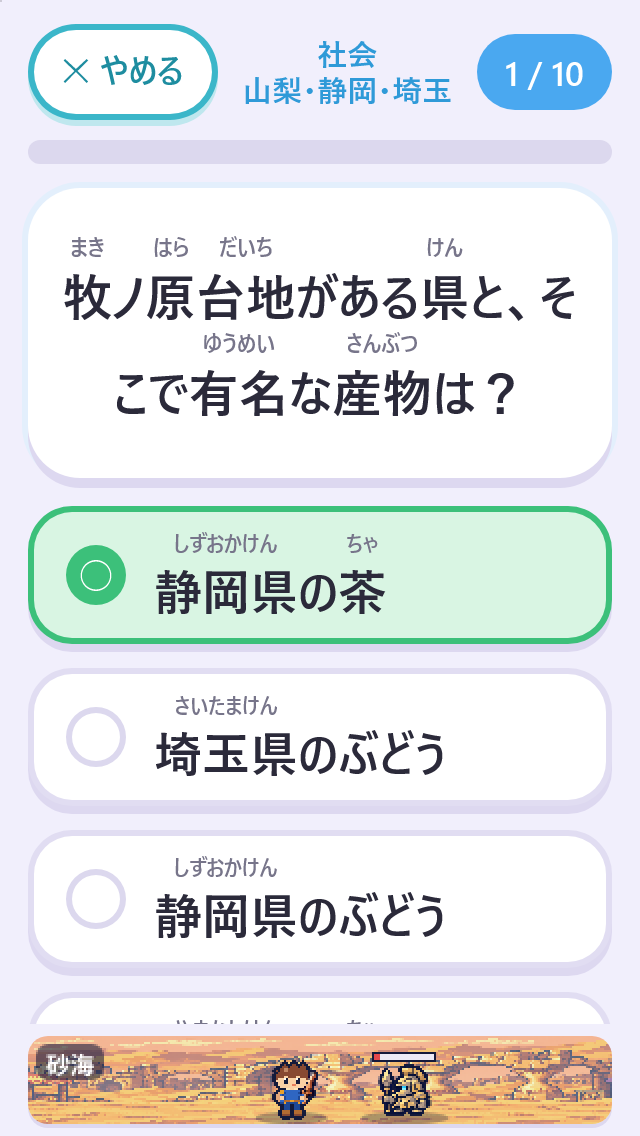 × やめる
社会
山梨･静岡･埼玉
1 / 10
まき はら だいち けん
牧ノ原台地がある県と、そ
ゆうめい さんぶつ
こで有名な産物は？
しずおかけん ちゃ
静岡県の茶
さいたまけん
埼玉県のぶどう
しずおかけん
静岡県のぶどう
砂海